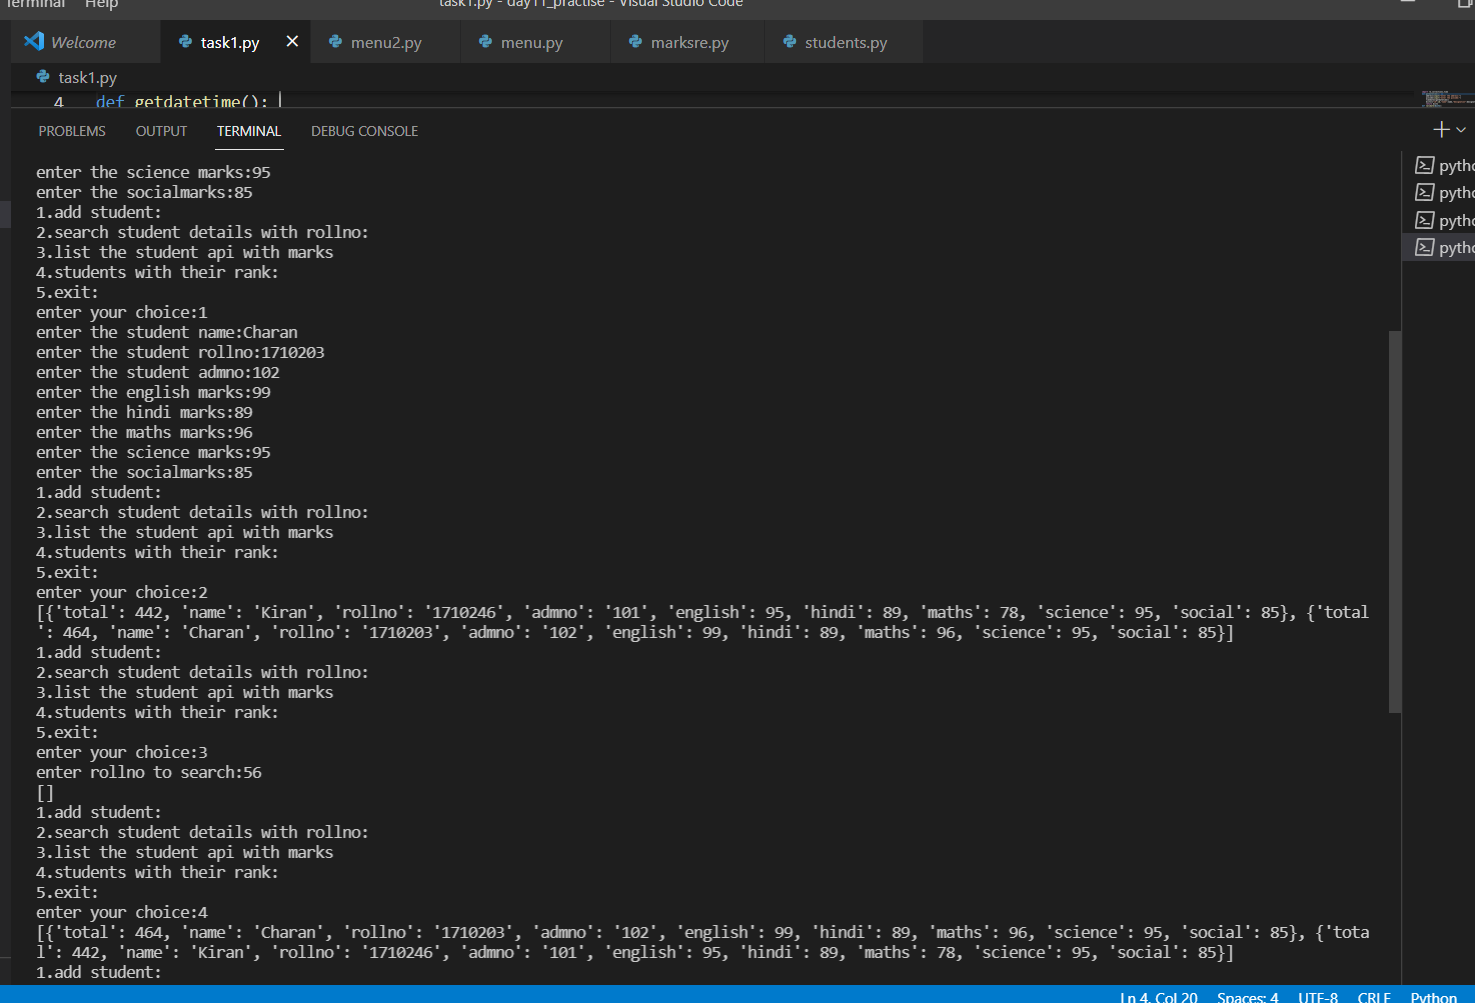 Terminal Help task1.py - day11_practise - Visual Studio Code
Welcome task1.py menu2.py menu.py marksre.py students.py
task1.py
4 def getdatetime():
PROBLEMS OUTPUT TERMINAL DEBUG CONSOLE
enter the science marks:95
enter the socialmarks:85
1.add student:
2.search student details with rollno:
3.list the student api with marks
4.students with their rank:
5.exit:
enter your choice:1
enter the student name:Charan
enter the student rollno:1710203
enter the student admno:102
enter the english marks:99
enter the hindi marks:89
enter the maths marks:96
enter the science marks:95
enter the socialmarks:85
1.add student:
2.search student details with rollno:
3.list the student api with marks
4.students with their rank:
5.exit:
enter your choice:2
[{'total': 442, 'name': 'Kiran', 'rollno': '1710246', 'admno': '101', 'english': 95, 'hindi': 89, 'maths': 78, 'science': 95, 'social': 85}, {'total
': 464, 'name': 'Charan', 'rollno': '1710203', 'admno': '102', 'english': 99, 'hindi': 89, 'maths': 96, 'science': 95, 'social': 85}]
1.add student:
2.search student details with rollno:
3.list the student api with marks
4.students with their rank:
5.exit:
enter your choice:3
enter rollno to search:56
[]
1.add student:
2.search student details with rollno:
3.list the student api with marks
4.students with their rank:
5.exit:
enter your choice:4
[{'total': 464, 'name': 'Charan', 'rollno': '1710203', 'admno': '102', 'english': 99, 'hindi': 89, 'maths': 96, 'science': 95, 'social': 85}, {'tota
l': 442, 'name': 'Kiran', 'rollno': '1710246', 'admno': '101', 'english': 95, 'hindi': 89, 'maths': 78, 'science': 95, 'social': 85}]
1.add student:
pytho
pytho
pytho
pytho
Ln 4, Col 20 Spaces: 4 UTF-8 CRLF Python